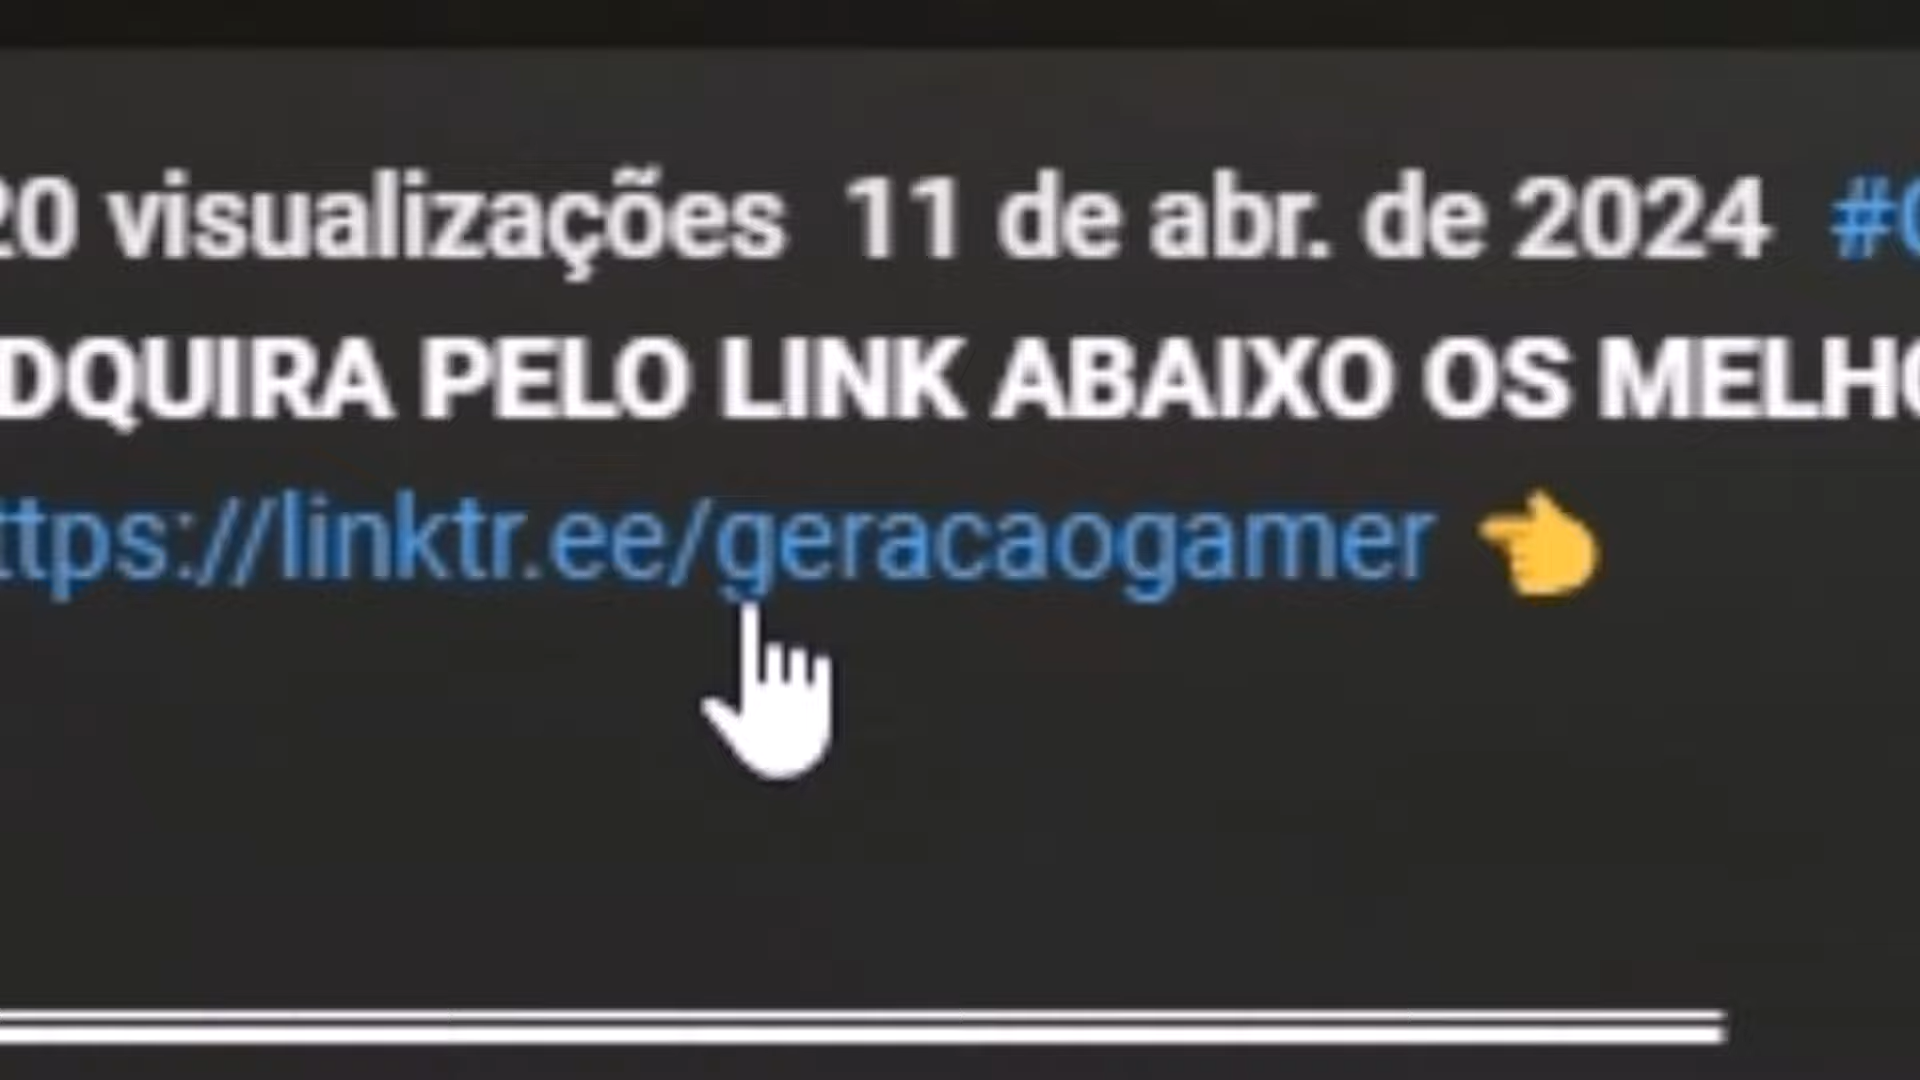 20 visualizações 11 de abr. de 2024 #
DQUIRA PELO LINK ABAIXO OS MELHO
ttps://linktr.ee/geracaogamer 👈